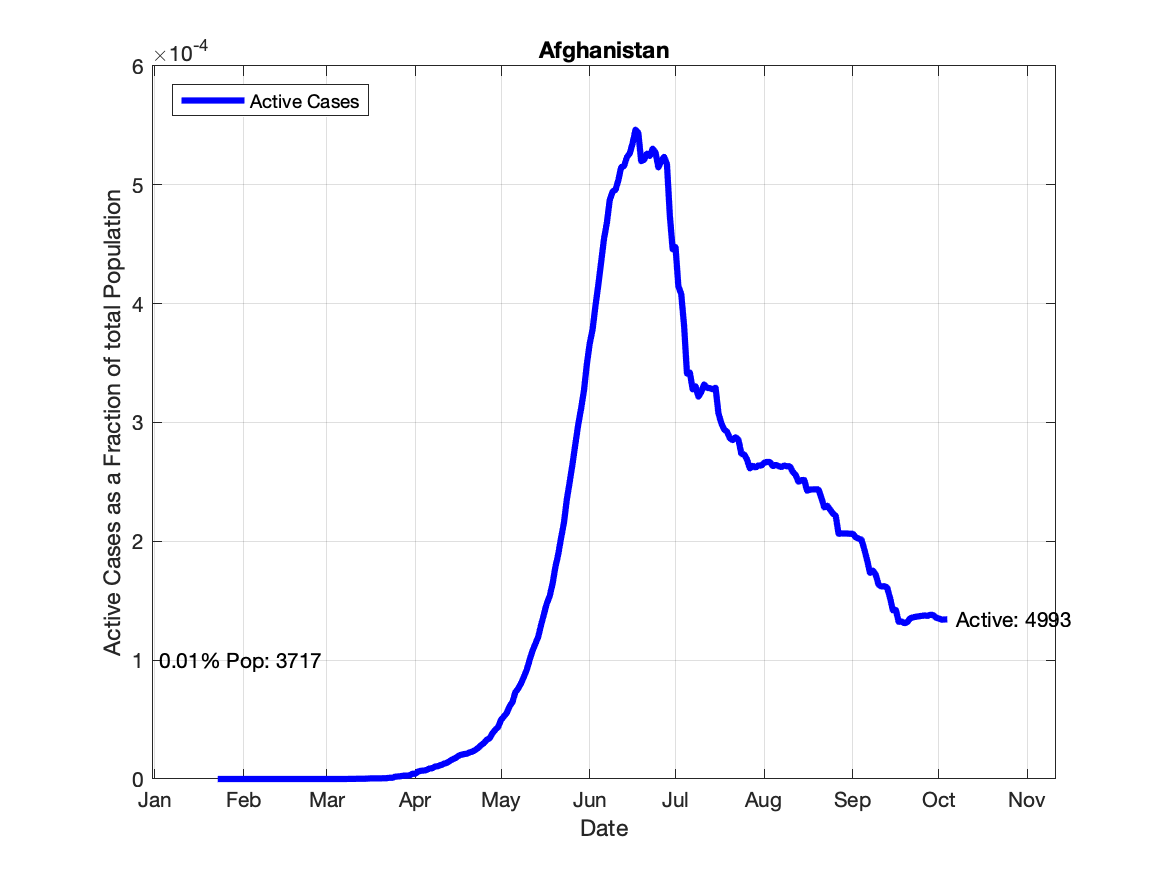 Afghanistan
×10-4
Active Cases
6
5
4
3
2
1
0
Active Cases as a Fraction of total Population
0.01% Pop: 3717
Active: 4993
Jan Feb Mar Apr May Jun Jul Aug Sep Oct Nov
Date